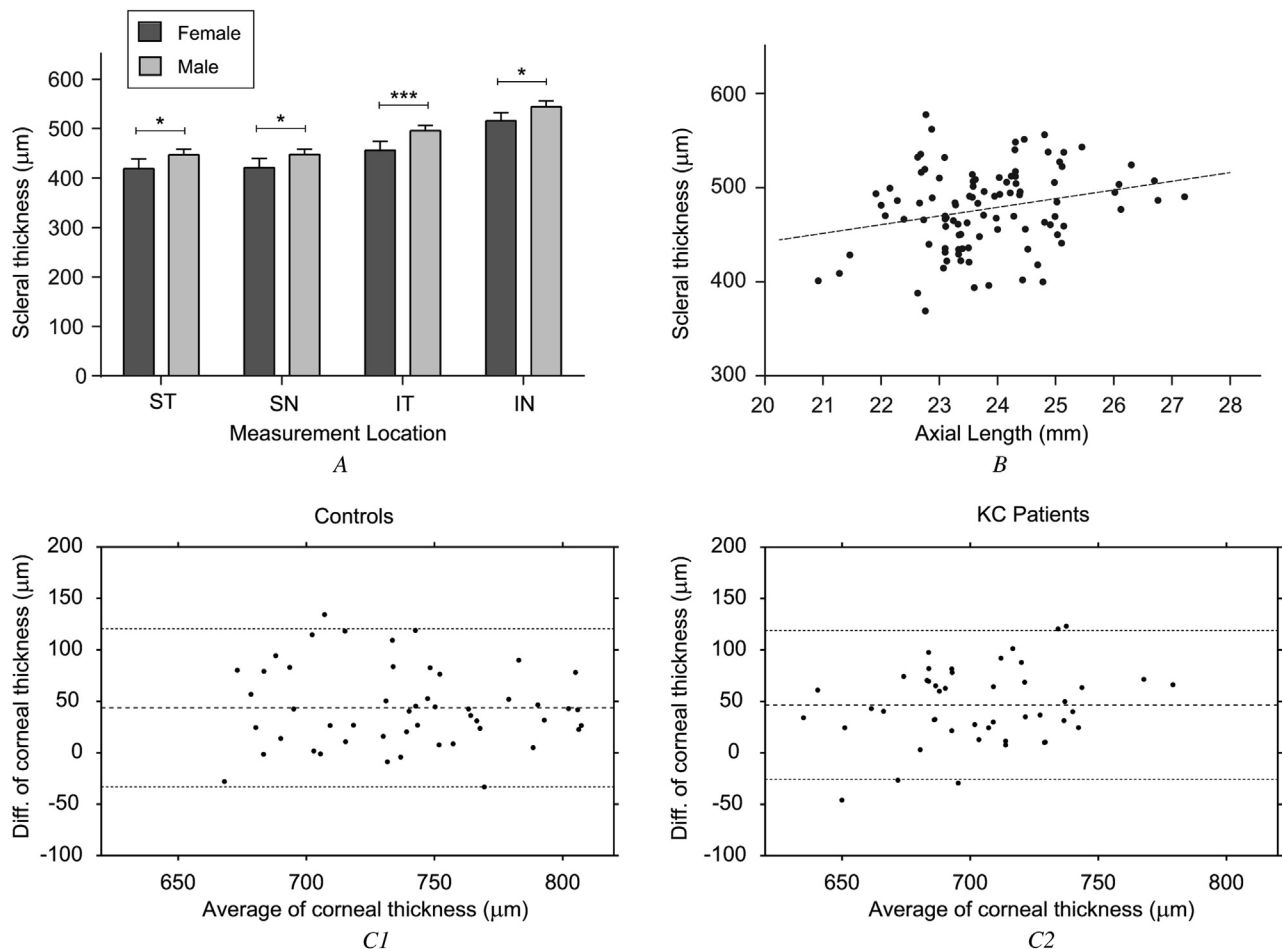 Female
Male
600
500
400
300
200
100
0
Scleral thickness (μm)
*
*
***
*
ST SN IT IN
Measurement Location
A
600
500
400
300
Scleral thickness (μm)
20 21 22 23 24 25 26 27 28
Axial Length (mm)
B
Controls
200
150
100
50
0
50
-100
Diff. of corneal thickness (μm)
650 700 750 800
Average of corneal thickness (μm)
C1
KC Patients
200
150
100
50
0
50
-100
Diff. of corneal thickness (μm)
650 700 750 800
Average of corneal thickness (μm)
C2